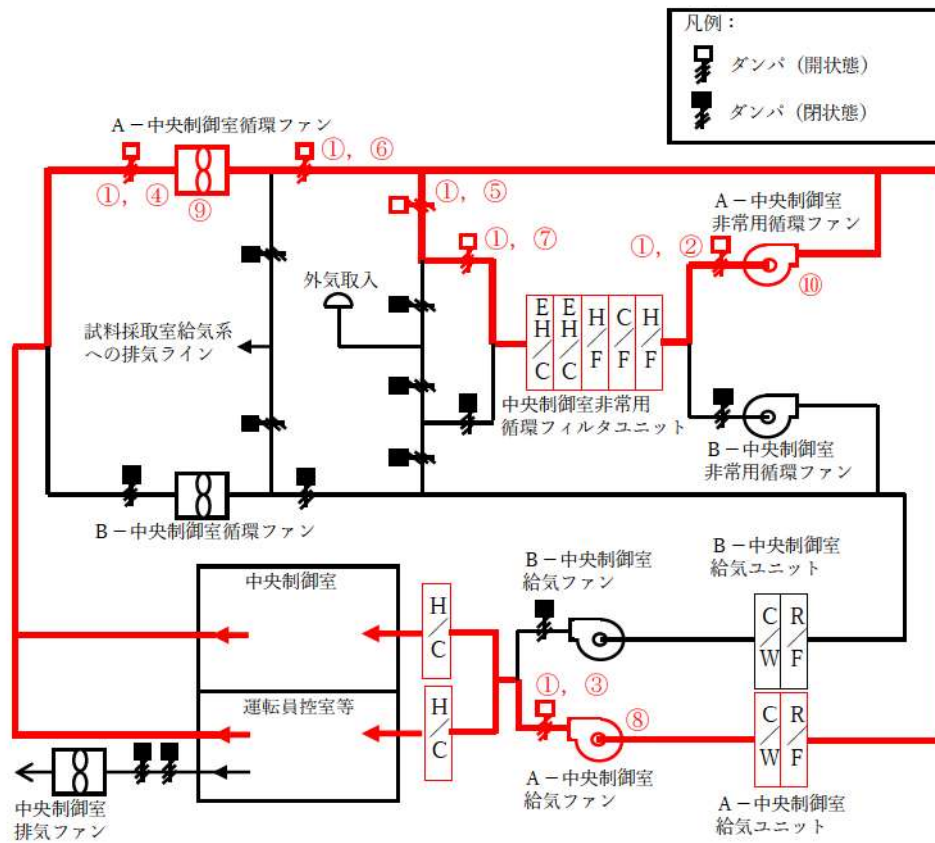 凡例：
ダンパ（開状態）
ダンパ（閉状態）
A－中央制御室循環ファン
①，⑥
①，④
⑨
①，⑤
A－中央制御室
非常用循環ファン
①，⑦
①，②
⑩
外気取入
試料採取室給気系
への排気ライン
EH/C
EH/C
H/F
C/F
H/F
中央制御室非常用
循環フィルタユニット
B－中央制御室
非常用循環ファン
B－中央制御室循環ファン
中央制御室
H/C
B－中央制御室
給気ファン
B－中央制御室
給気ユニット
C/W
R/F
運転員控室等
H/C
①，③
⑧
C/W
R/F
A－中央制御室
給気ファン
A－中央制御室
給気ユニット
中央制御室
排気ファン